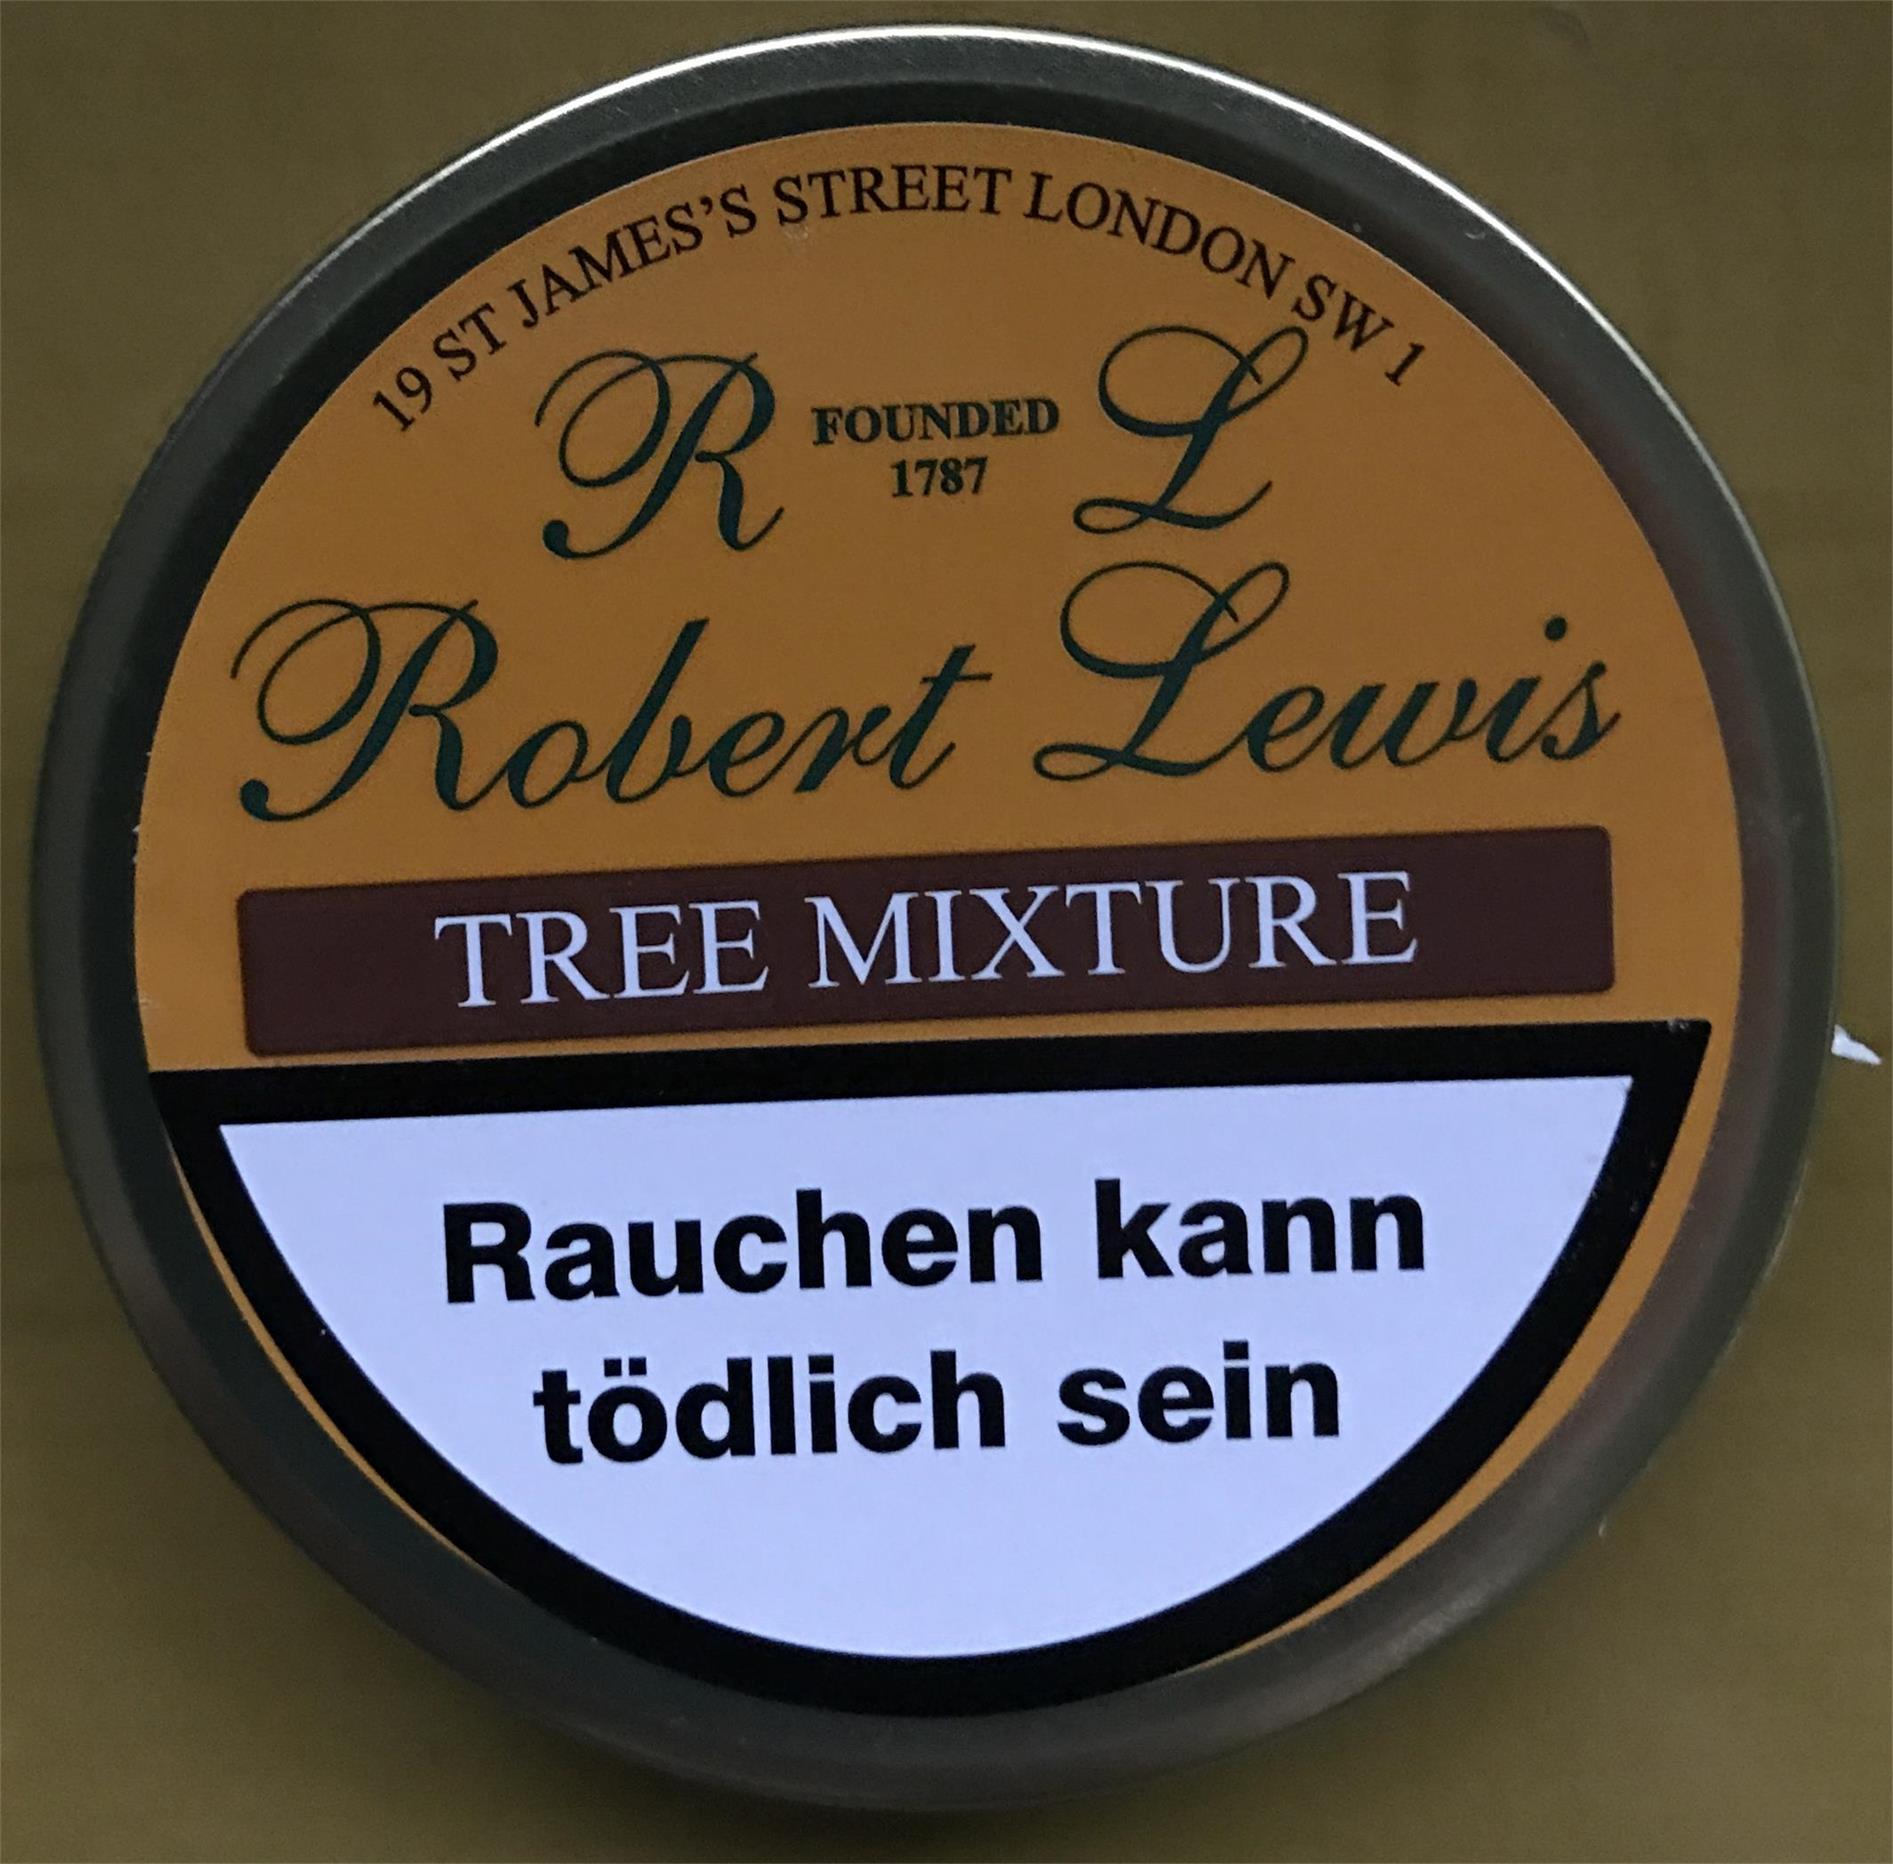 19 ST JAMES'S STREET LONDON SW 1
R FOUNDED L
1787
Robert Lewis
TREE MIXTURE
Rauchen kann
tödlich sein